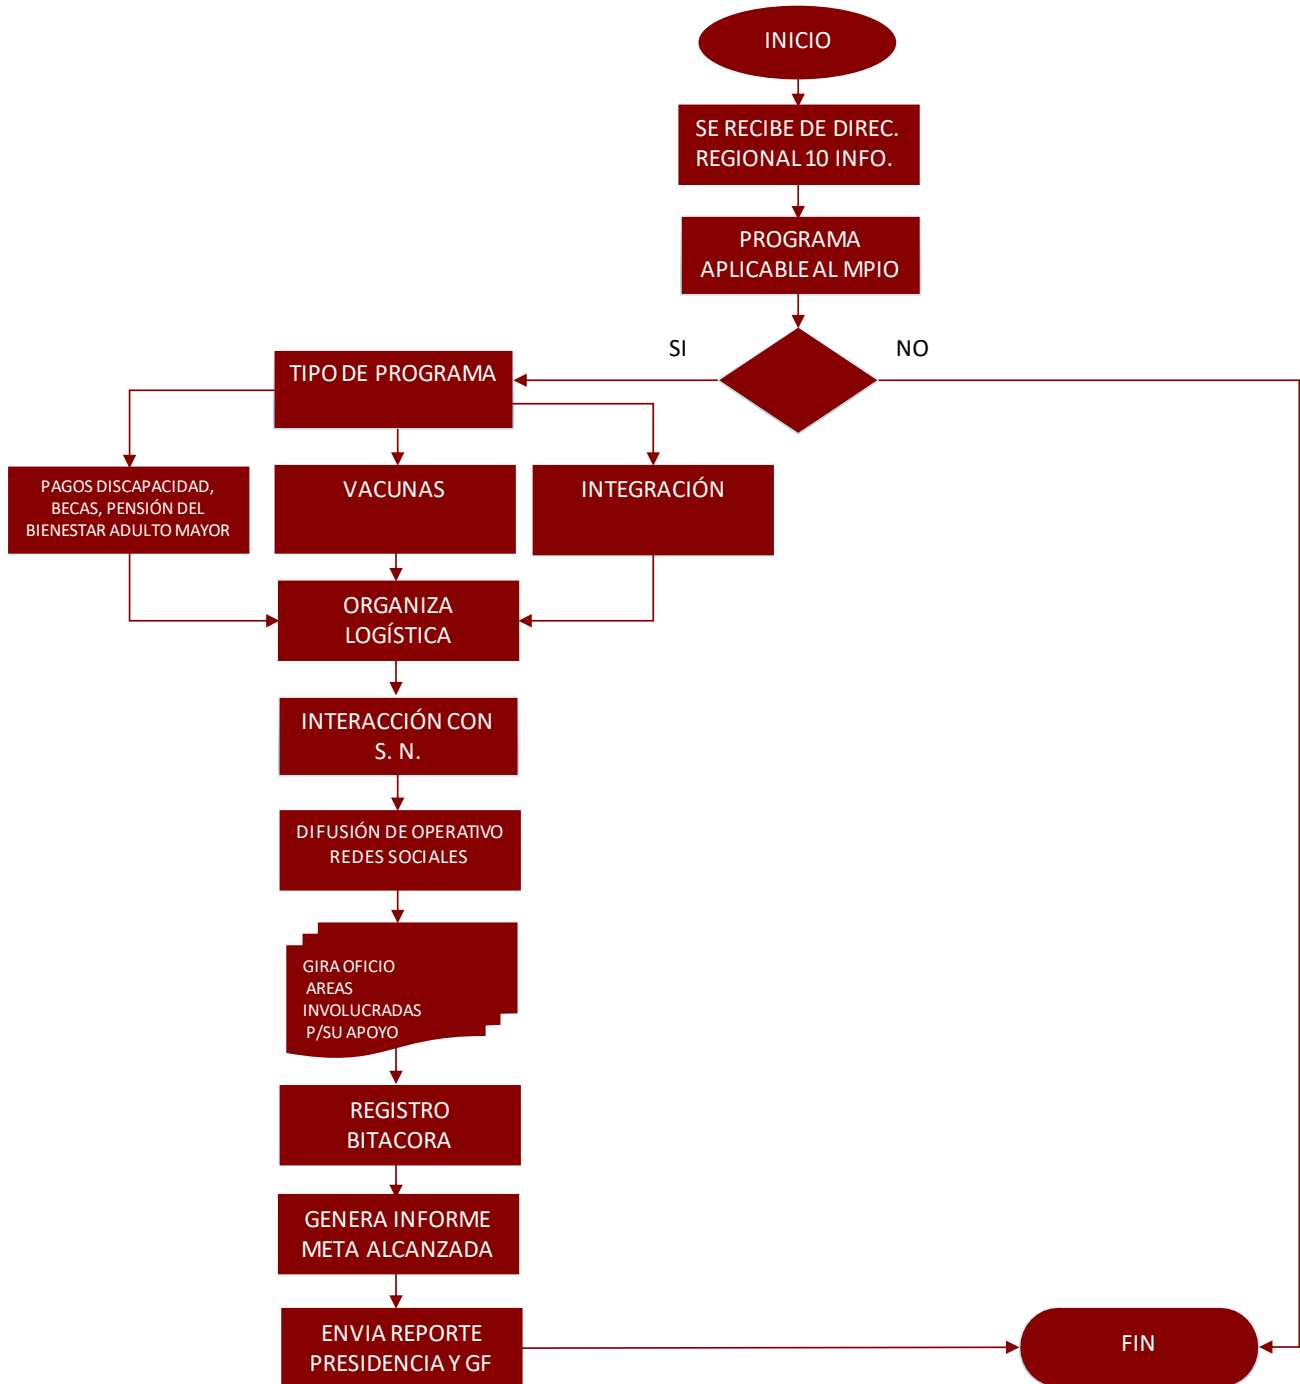 INICIO
SE RECIBE DE DIREC.
REGIONAL 10 INFO.
PROGRAMA
APLICABLE AL MPIO
SI
NO
TIPO DE PROGRAMA
PAGOS DISCAPACIDAD,
BECAS, PENSIÓN DEL
BIENESTAR ADULTO MAYOR
VACUNAS
INTEGRACIÓN
ORGANIZA
LOGÍSTICA
INTERACCIÓN CON
S. N.
DIFUSIÓN DE OPERATIVO
REDES SOCIALES
GIRA OFICIO
AREAS
INVOLUCRADAS
P/SU APOYO
REGISTRO
BITACORA
GENERA INFORME
META ALCANZADA
ENVIA REPORTE
PRESIDENCIA Y GF
FIN